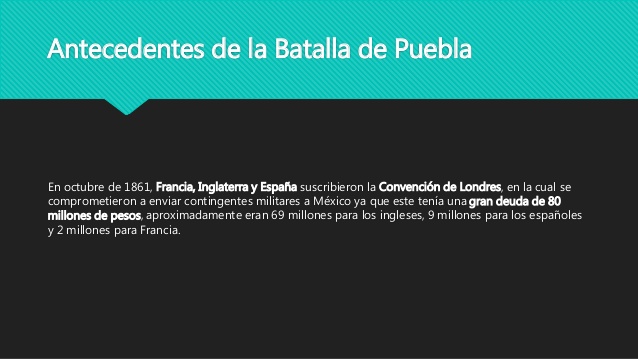 Antecedentes de la Batalla de Puebla
En octubre de 1861, Francia, Inglaterra y España suscribieron la Convención de Londres, en la cual se
comprometieron a enviar contingentes militares a México ya que este tenía una gran deuda de 80
millones de pesos, aproximadamente eran 69 millones para los ingleses, 9 millones para los españoles
y 2 millones para Francia.